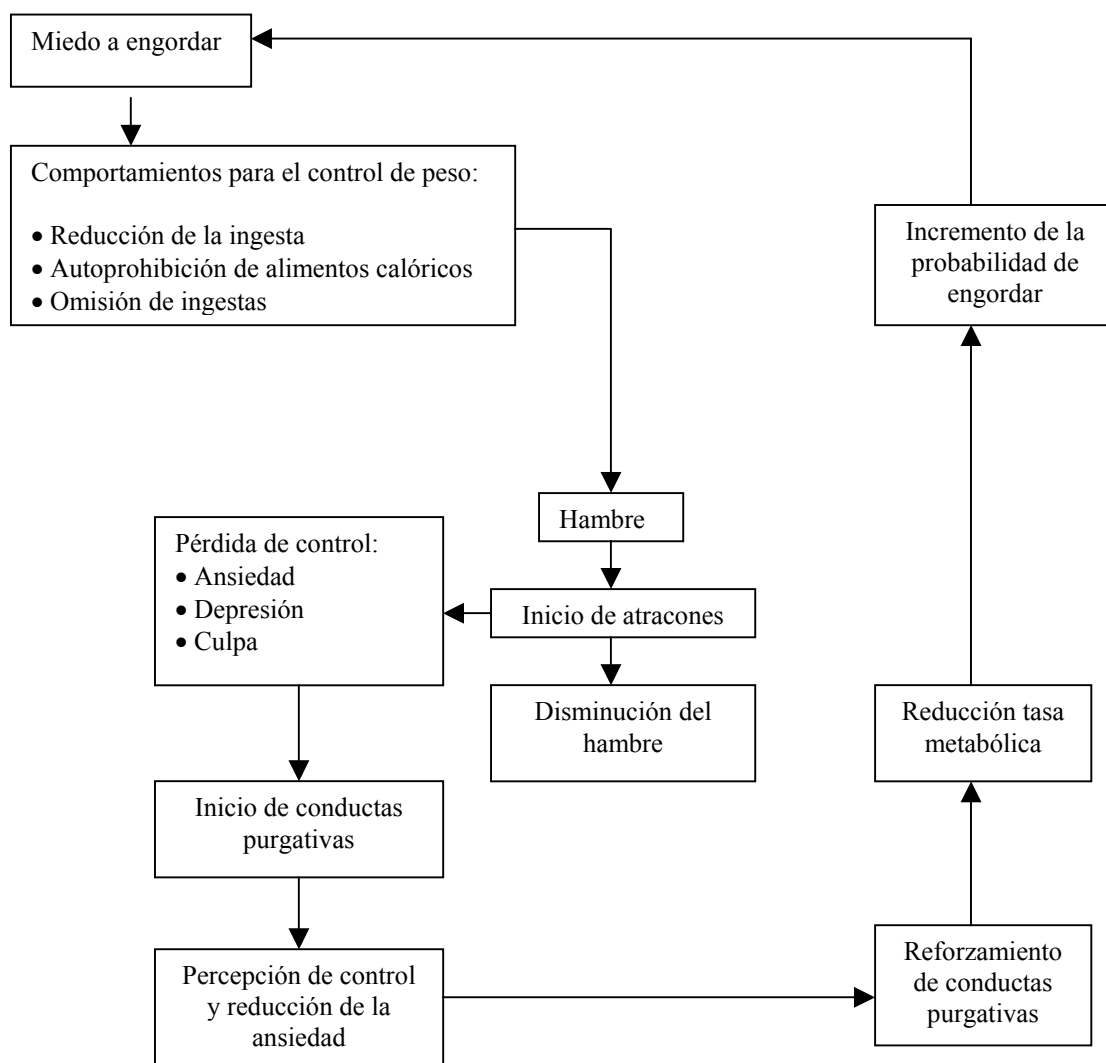 Miedo a engordar
Comportamientos para el control de peso:
• Reducción de la ingesta
• Autoprohibición de alimentos calóricos
• Omisión de ingestas
Incremento de la
probabilidad de
engordar
Hambre
Pérdida de control:
• Ansiedad
• Depresión
• Culpa
Inicio de atracones
Disminución del
hambre
Reducción tasa
metabólica
Inicio de conductas
purgativas
Percepción de control
y reducción de la
ansiedad
Reforzamiento
de conductas
purgativas